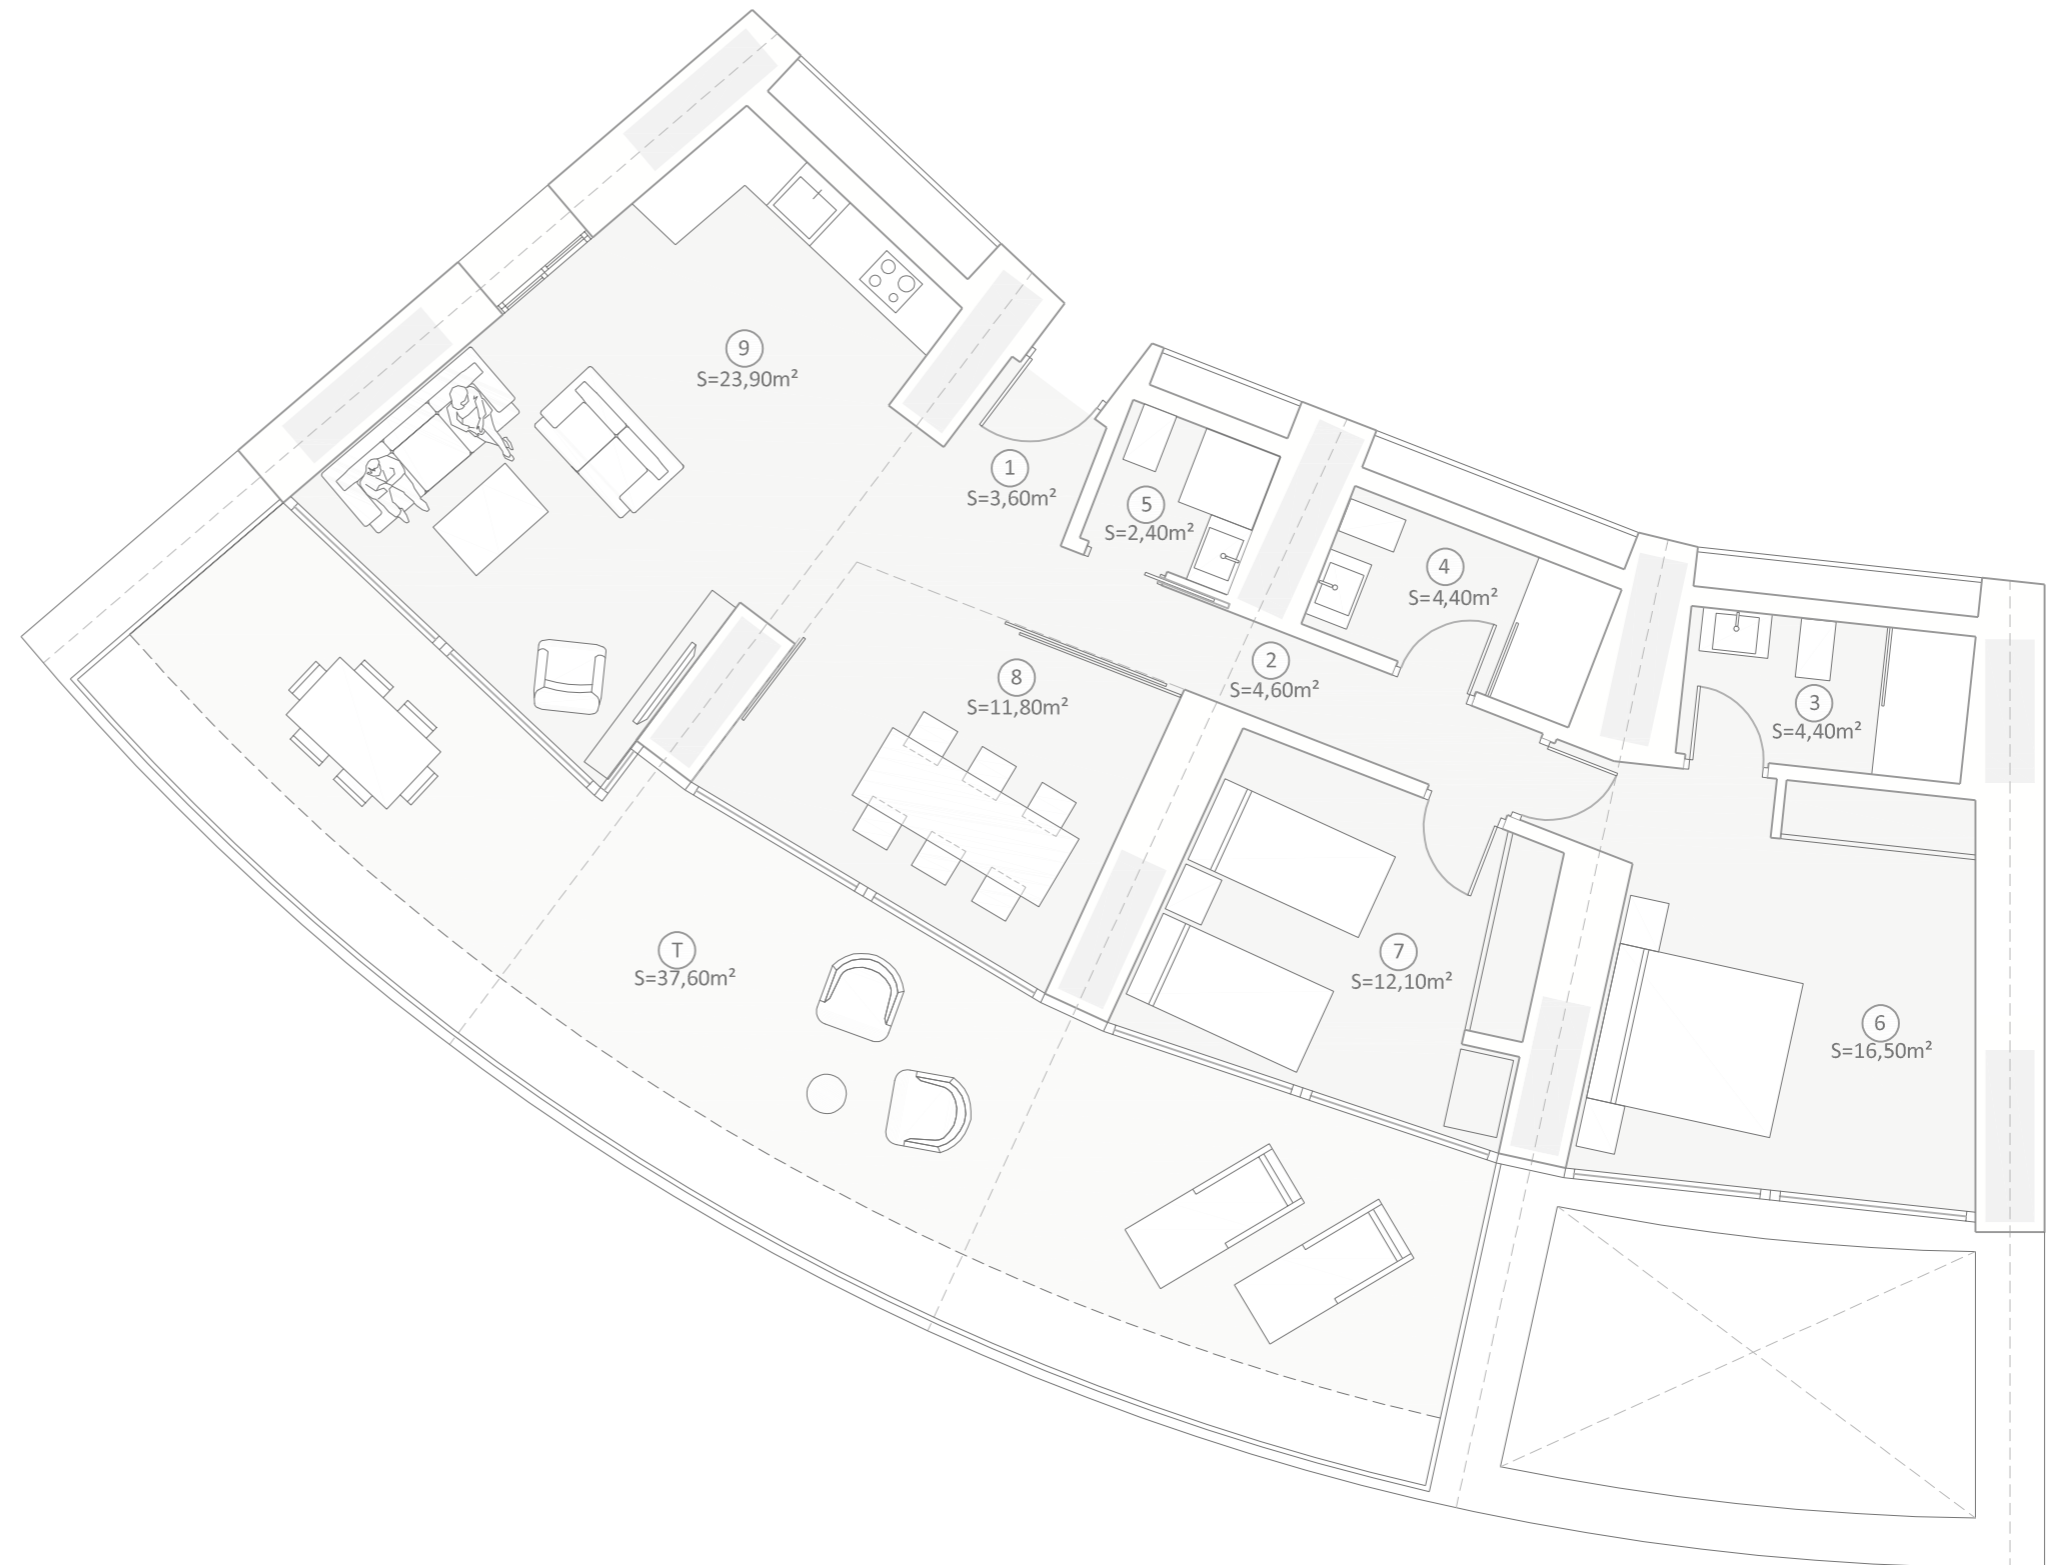 9
S=23,90m²
1
S=3,60m²
5
S=2,40m²
4
S=4,40m²
2
S=4,60m²
8
S=11,80m²
3
S=4,40m²
T
S=37,60m²
7
S=12,10m²
6
S=16,50m²